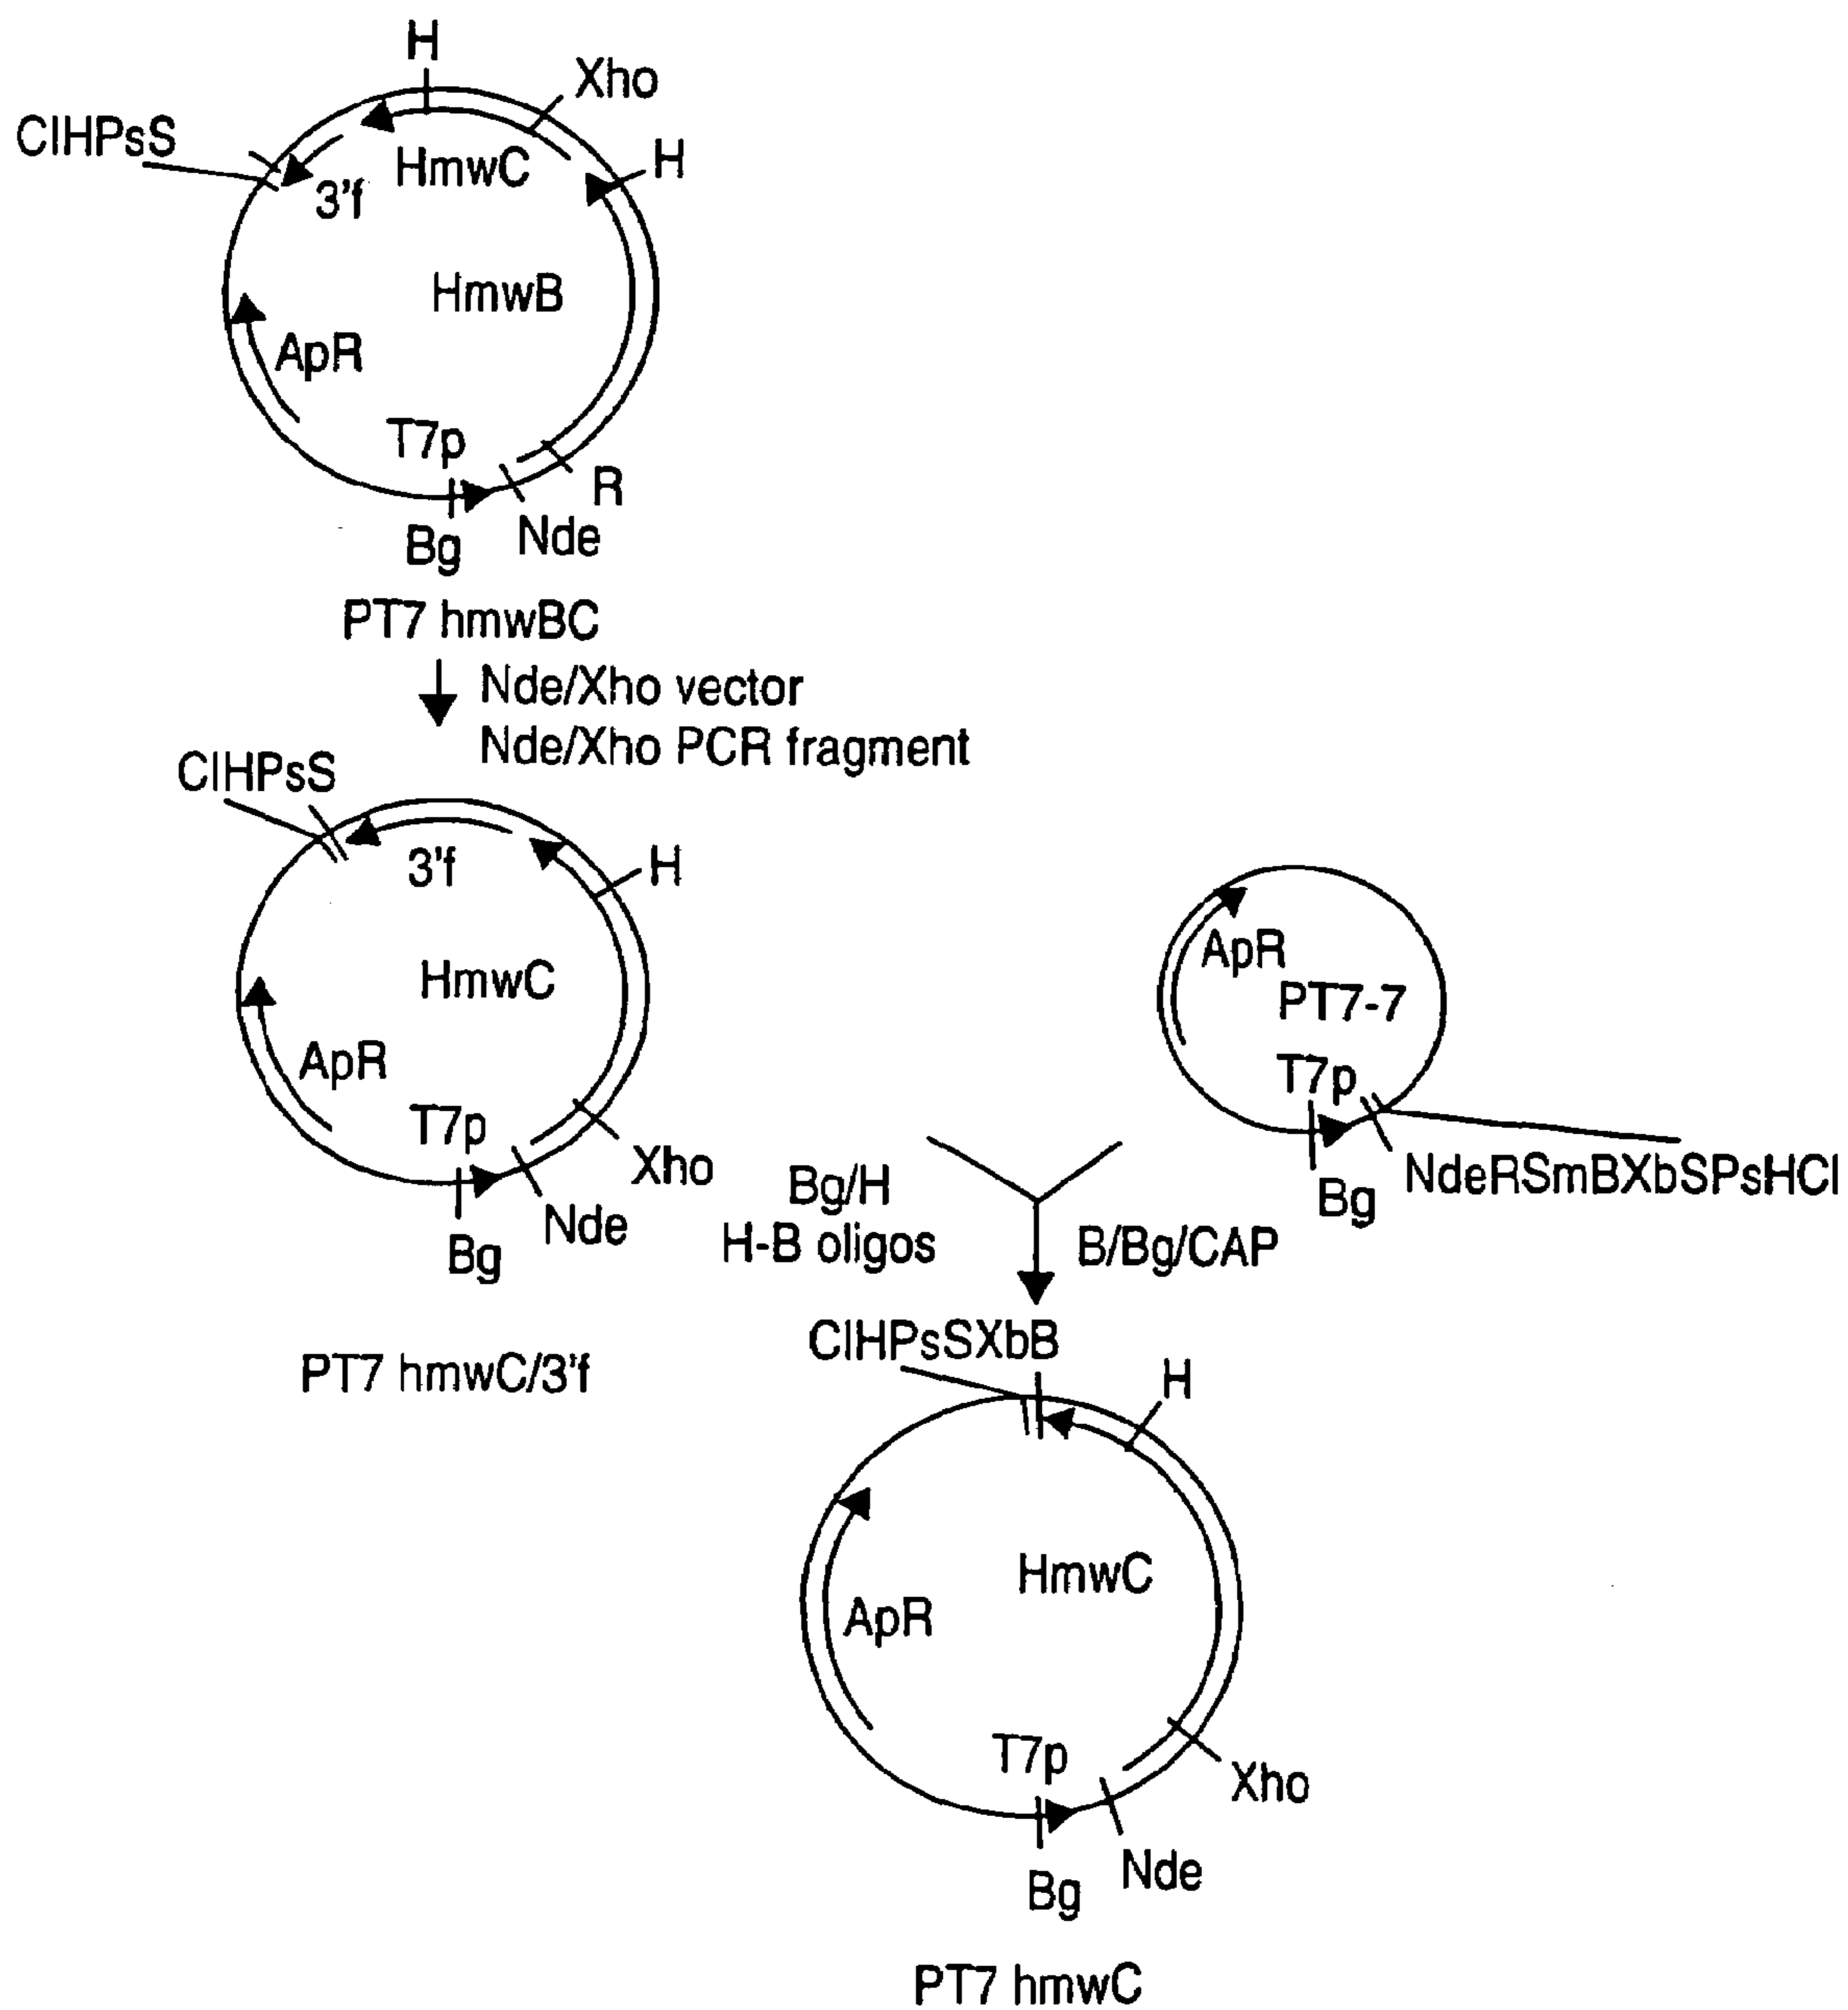 H
Xho
ClHPsS
H
HmwC
3'f
HmwB
ApR
T7p
R
Bg
Nde
PT7 hmwBC
Nde/Xho vector
Nde/Xho PCR fragment
ClHPsS
3'f
H
HmwC
ApR
T7p
Xho
Nde
Bg
PT7 hmwC/3'f
ApR
PT7-7
T7p
NdeRSmBXbSPsHCl
Bg
Bg/H
H-B oligos
B/Bg/CAP
ClHPsSXbB
H
HmwC
ApR
T7p
Xho
Nde
Bg
PT7 hmwC